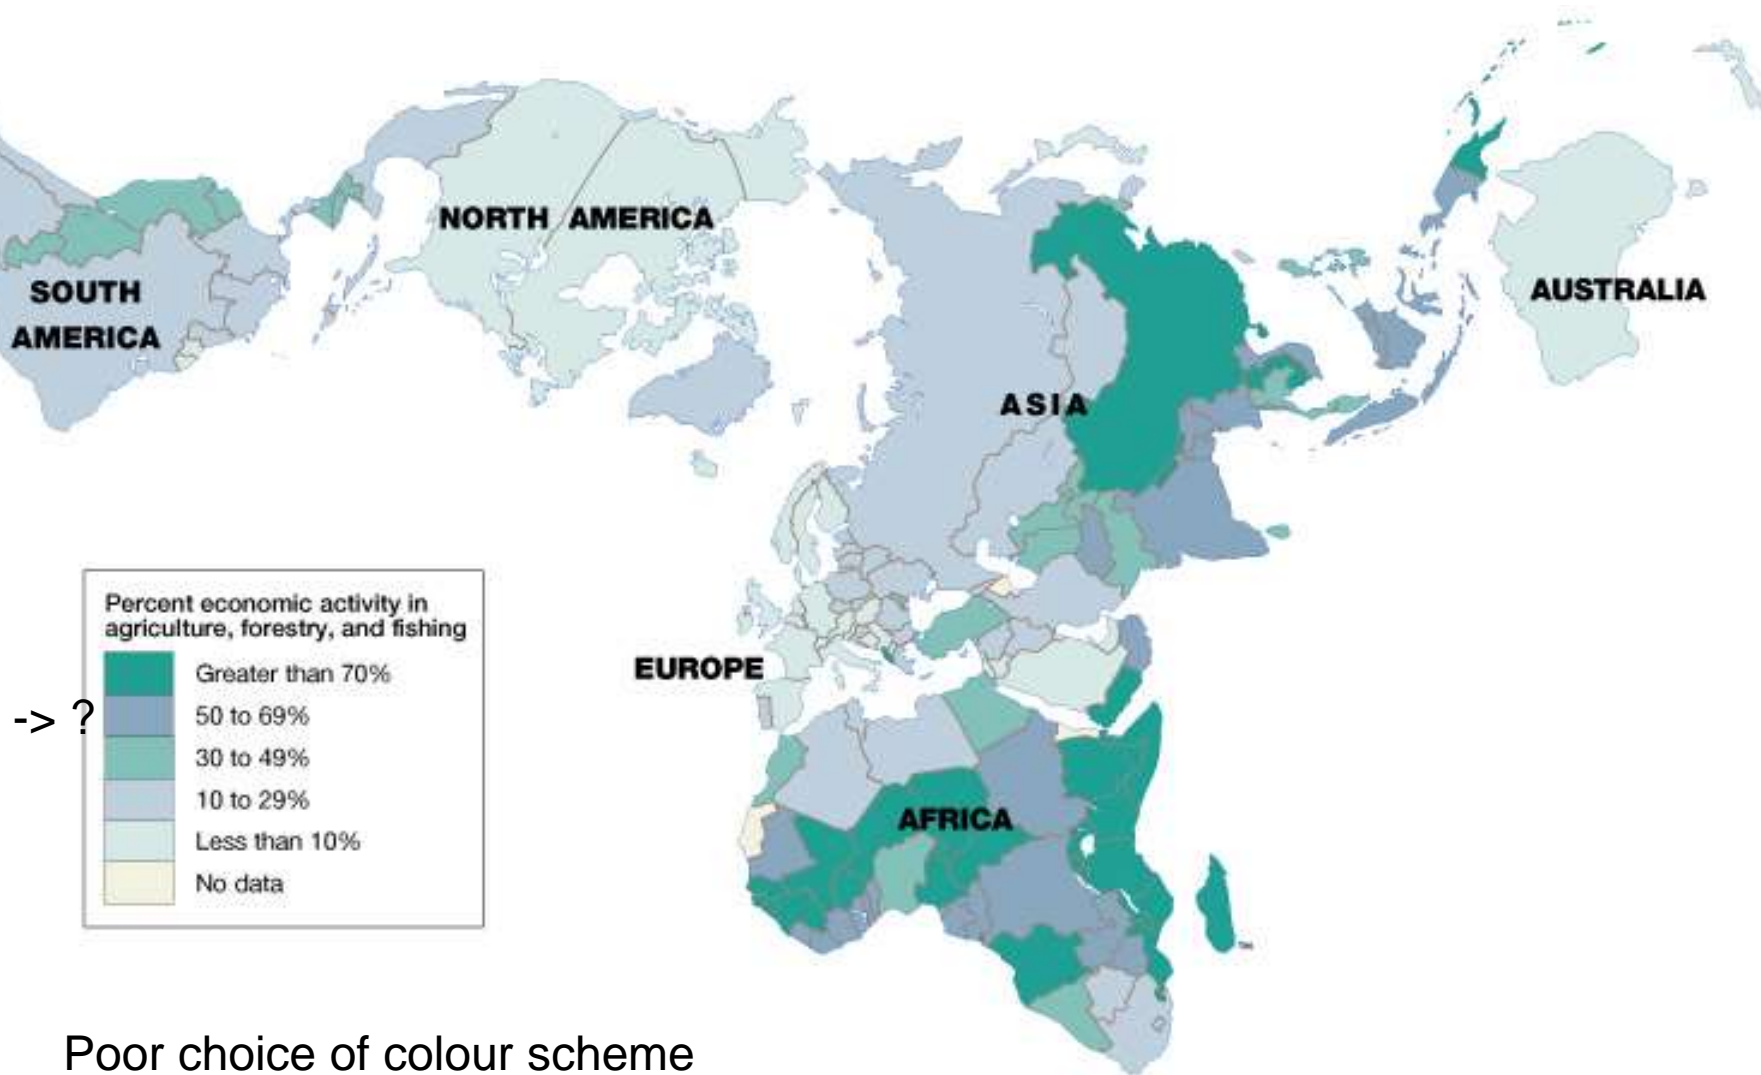 NORTH AMERICA
SOUTH
AMERICA
AUSTRALIA
ASIA
EUROPE
AFRICA
Percent economic activity in
agriculture, forestry, and fishing
Greater than 70%
-> ?
50 to 69%
30 to 49%
10 to 29%
Less than 10%
No data
Poor choice of colour scheme